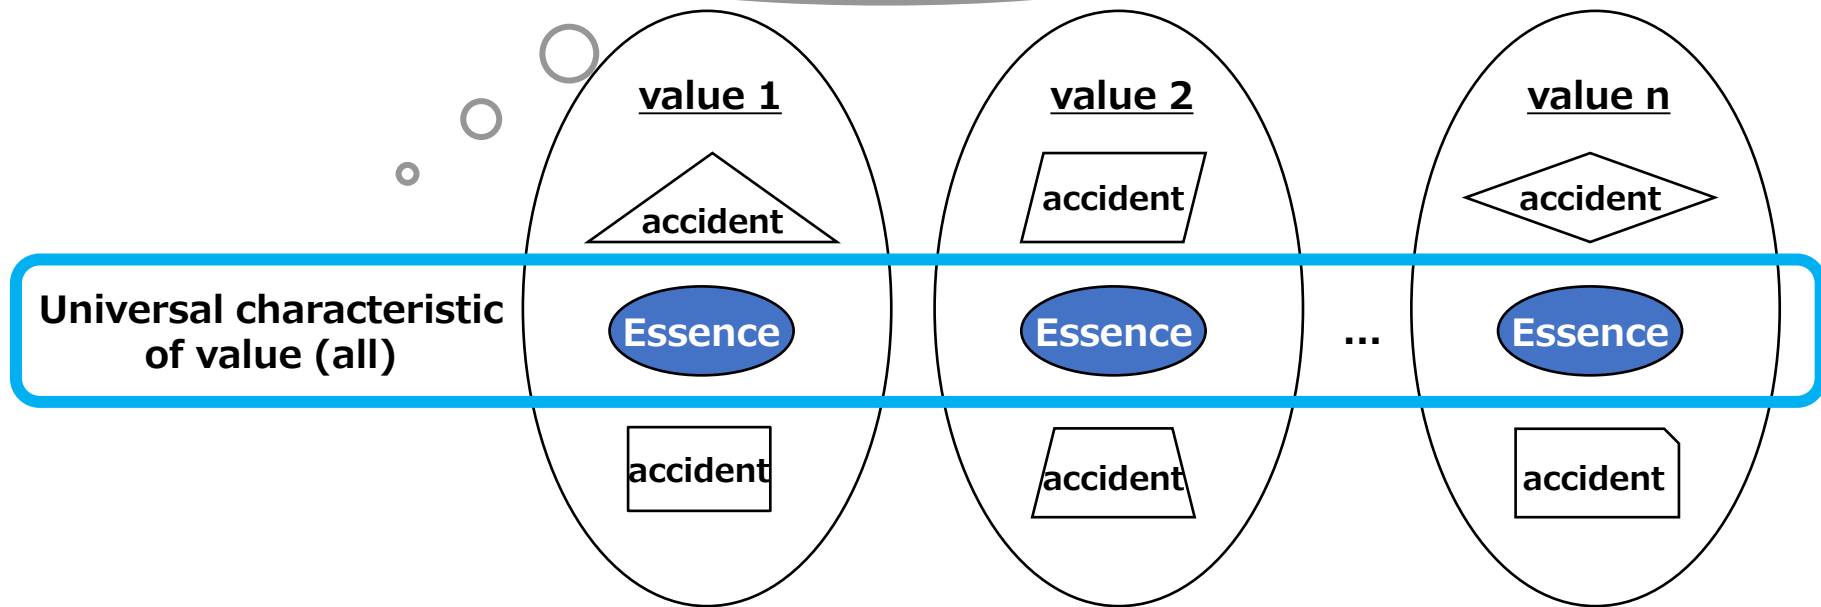 value 1
value 2
value n
accident
accident
accident
Universal characteristic
of value (all)
Essence
Essence
...
Essence
accident
accident
accident